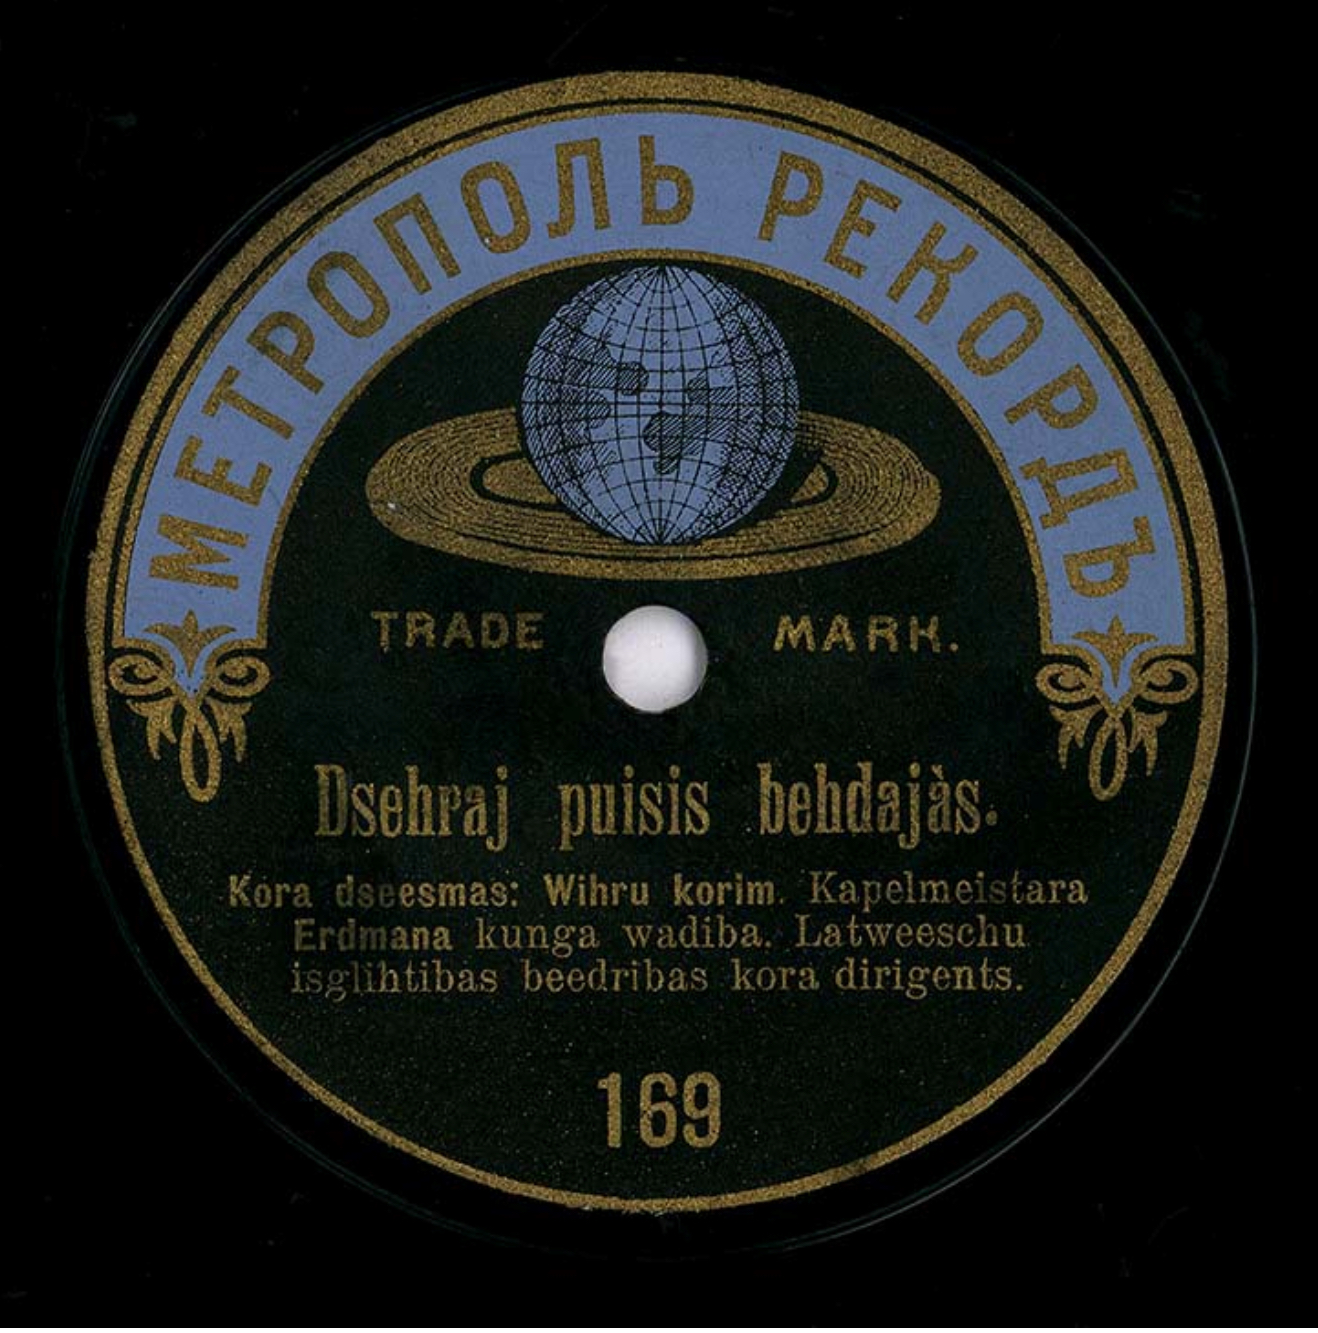 МЕТРОПОЛЬ РЕКОРДЪ
TRADE MARK.
Dsehraj puisis behdajàs.
Kora dseesmas: Wihru korim. Kapelmeistara
Erdmana kunga wadiba. Latweeschu
isglihtibas beedribas kora dirigents.
169